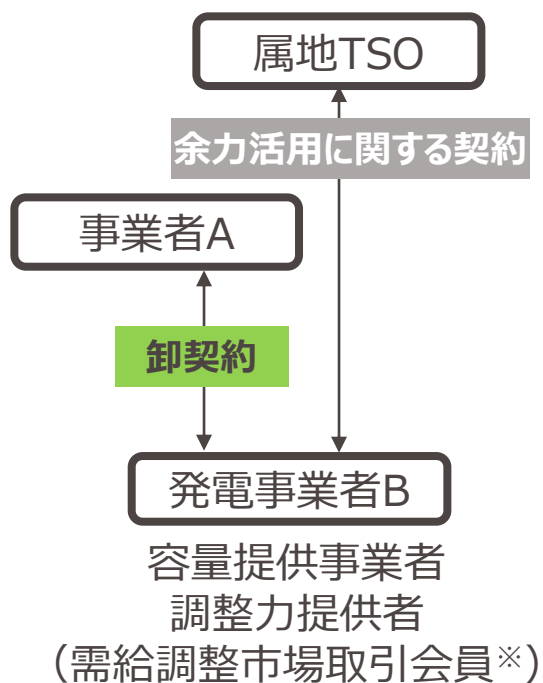 属地TSO
余力活用に関する契約
事業者A
卸契約
発電事業者B
容量提供事業者
調整力提供者
（需給調整市場取引会員※）